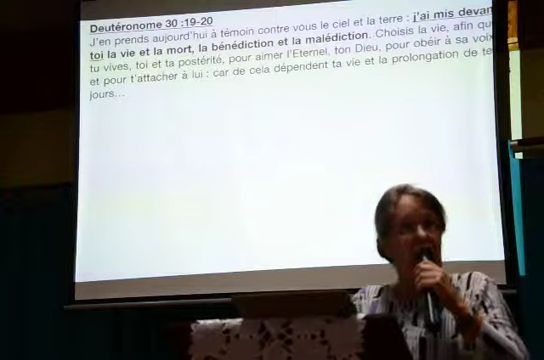 Deutéronome 30 :19-20
J'en prends aujourd'hui à témoin contre vous le ciel et la terre : j'ai mis devan
toi la vie et la mort, la bénédiction et la malédiction. Choisis la vie, afin qu
tu vives, toi et ta postérité, pour aimer l'Eternel, ton Dieu, pour obéir à sa voix
et pour t'attacher à lui : car de cela dépendent ta vie et la prolongation de te
jours…